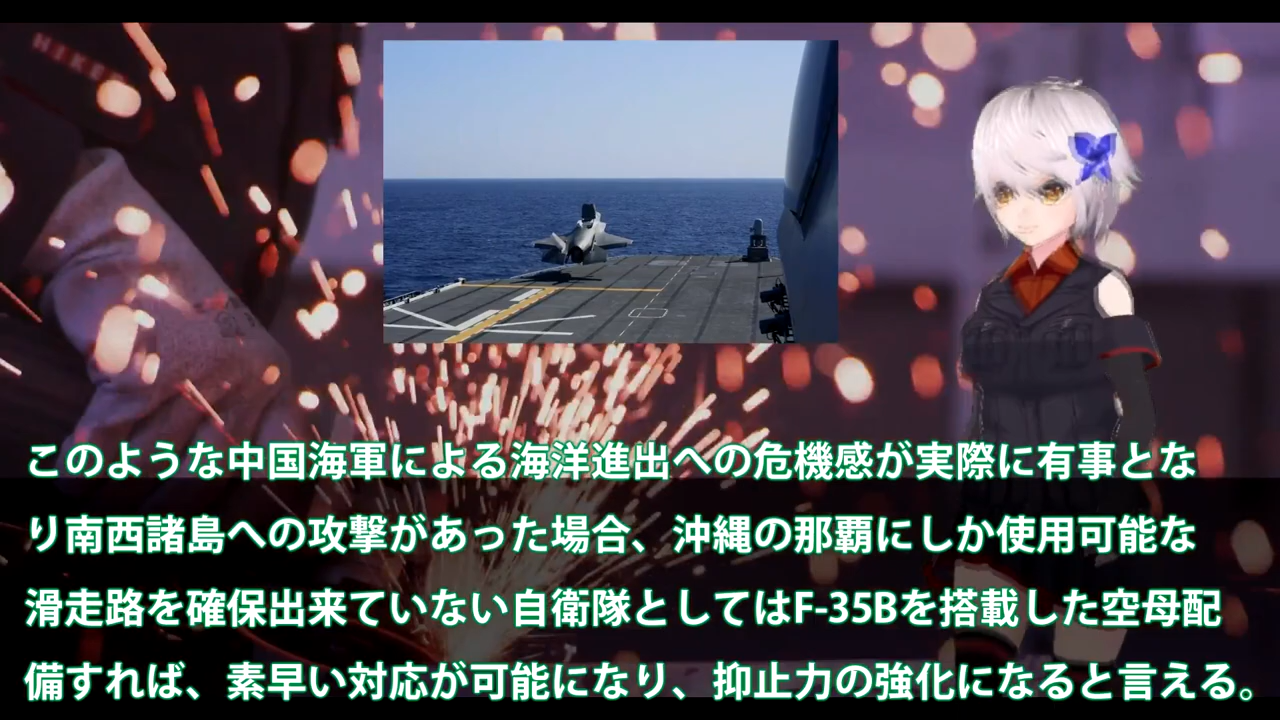 このような中国海軍による海洋進出への危機感が実際に有事とな
り南西諸島への攻撃があった場合、沖縄の那覇にしか使用可能な
滑走路を確保出来ていない自衛隊としてはF-35Bを搭載した空母配
備すれば、素早い対応が可能になり、抑止力の強化になると言える。